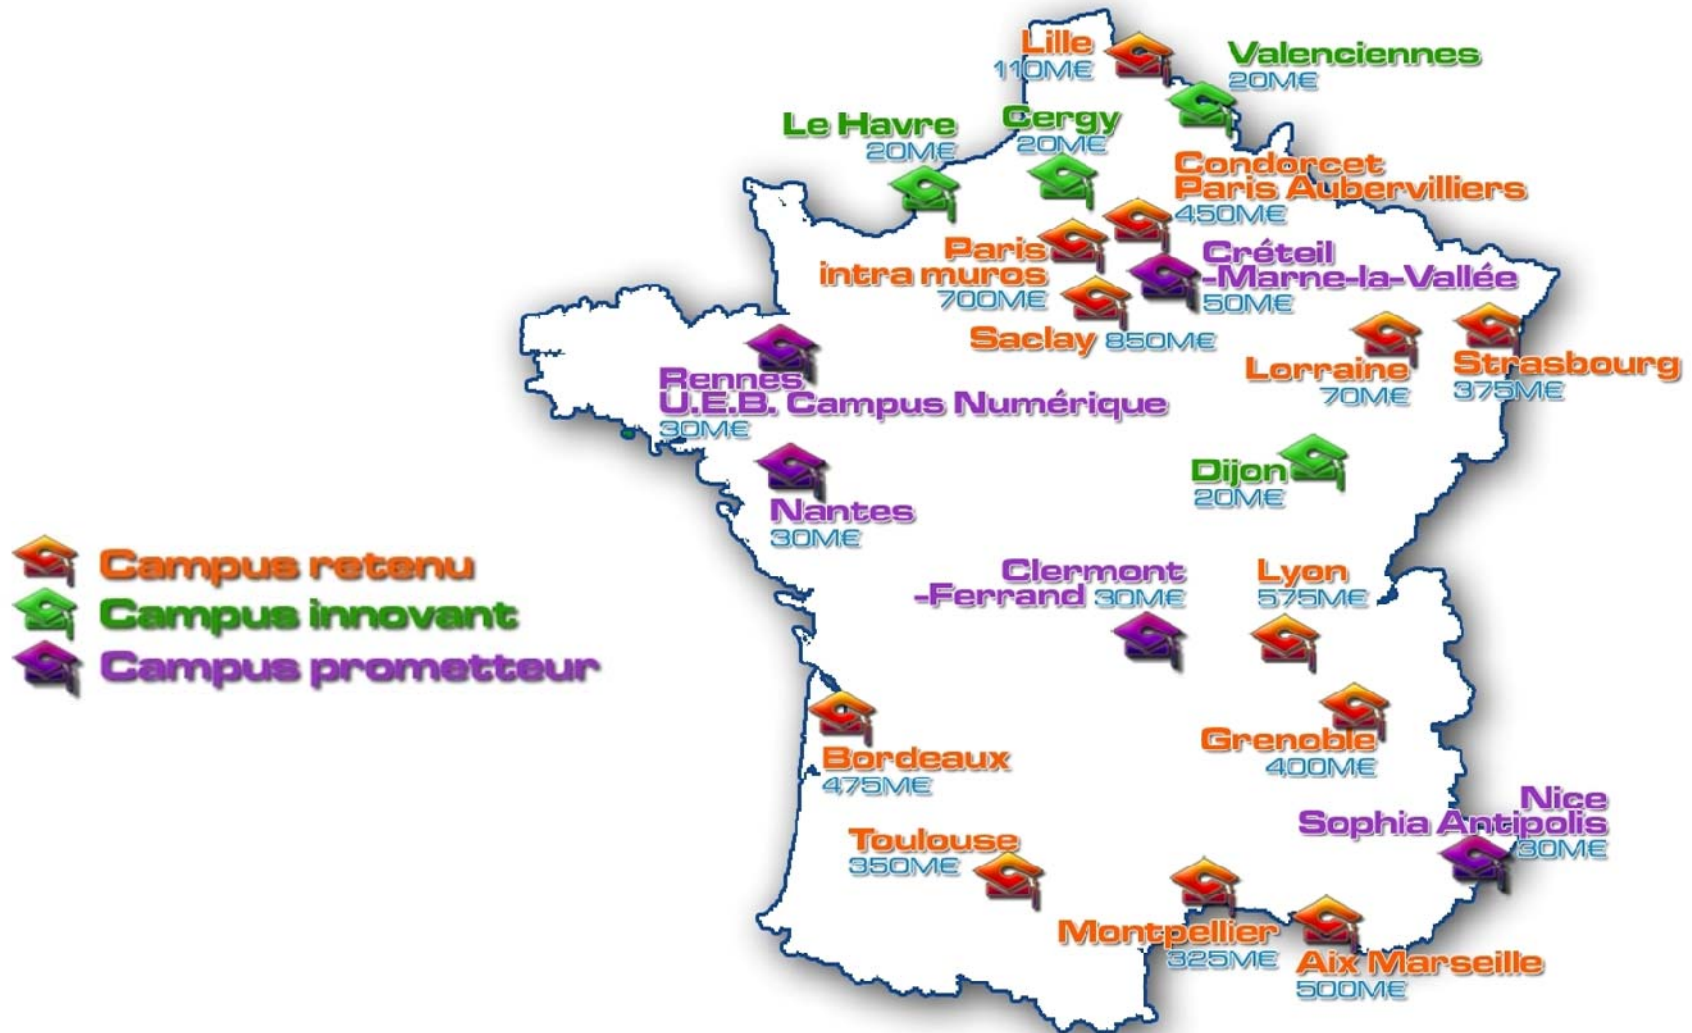 Lille
110M€
Valenciennes
20M€
Le Havre
20M€
Cergy
20M€
Condorcet
Paris Aubervilliers
450M€
Paris
intra muros
700M€
Créteil
-Marne-la-Vallée
50M€
Saclay 850M€
Lorraine
70M€
Strasbourg
375M€
Rennes
U.E.B. Campus Numérique
30M€
Dijon
20M€
Nantes
30M€
Campus retenu
Campus innovant
Campus prometteur
Clermont
-Ferrand 30M€
Lyon
575M€
Bordeaux
475M€
Grenoble
400M€
Nice
Sophia Antipolis
30M€
Toulouse
350M€
Montpellier
325M€
Aix Marseille
500M€